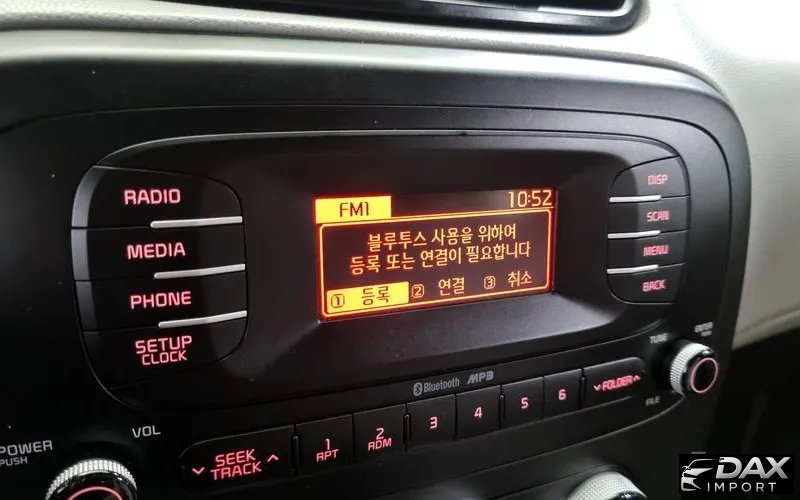 RADIO
MEDIA
PHONE
SETUP
CLOCK
FM1
10:52
블루투스 사용을 위하여
등록 또는 연결이 필요합니다
① 등록 ② 연결 ③ 취소
DISP
SCAN
MENU
BACK
Bluetooth MP3
TUNE
ENTER
POWER
PUSH
VOL
SEEK
TRACK
1
RPT
2
RDM
3
4
5
6
FOLDER
FILE
DAX
IMPORT